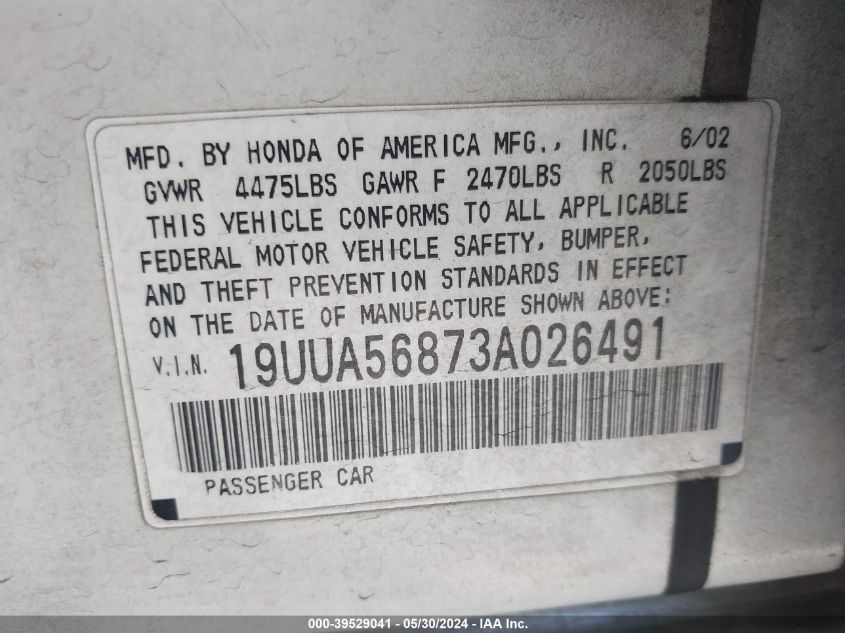 MFD. BY HONDA OF AMERICA MFG., INC. 6/02
GVWR 4475LBS GAWR F 2470LBS R 2050LBS
THIS VEHICLE CONFORMS TO ALL APPLICABLE
FEDERAL MOTOR VEHICLE SAFETY, BUMPER,
AND THEFT PREVENTION STANDARDS IN EFFECT
ON THE DATE OF MANUFACTURE SHOWN ABOVE:
V.I.N. 19UUA56873A026491
PASSENGER CAR
000-39529041 - 05/30/2024 - IAA Inc.